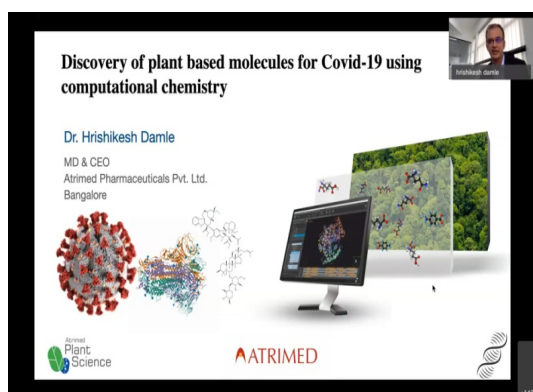 Discovery of plant based molecules for Covid-19 using
computational chemistry
hrishikesh damle
Dr. Hrishikesh Damle
MD & CEO
Atrimed Pharmaceuticals Pvt. Ltd.
Bangalore
Atrimed
Plant
Science
ATRIMED